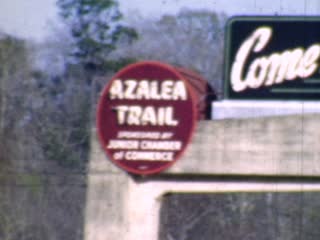 AZALEA
TRAIL
SPONSORED BY
JUNIOR CHAMBER
of COMMERCE
Come